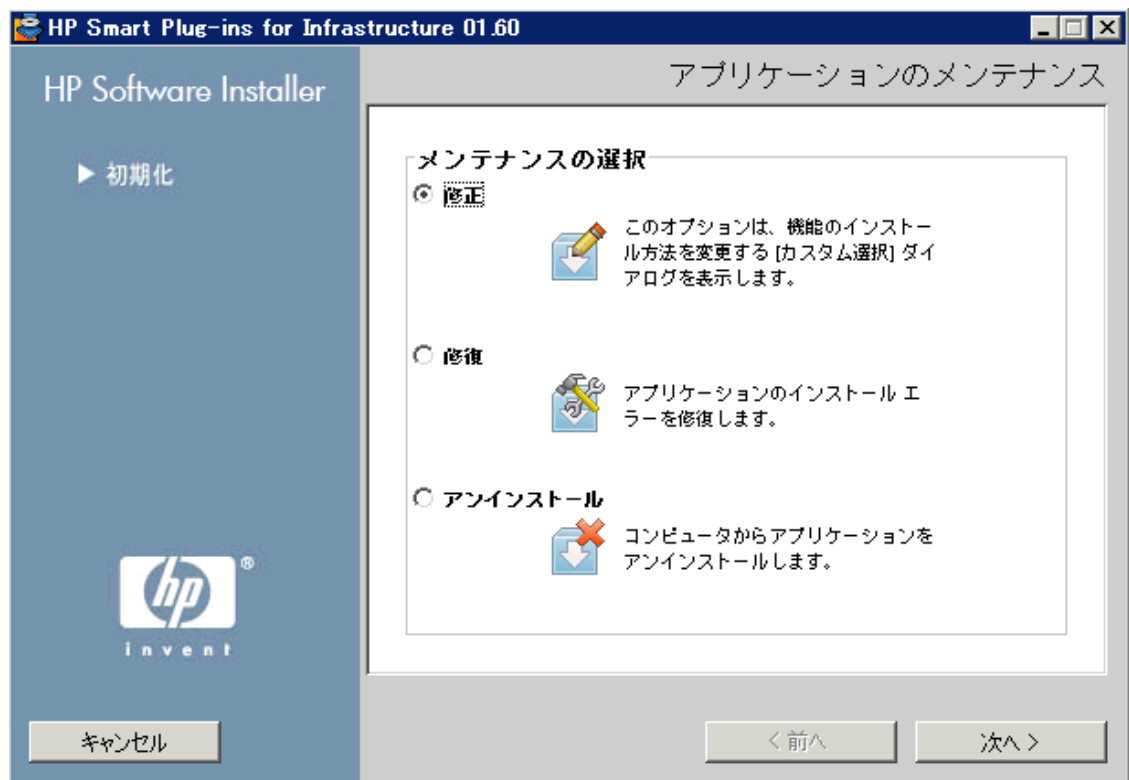 HP Smart Plug-ins for Infrastructure 01.60
HP Software Installer
初期化
アプリケーションのメンテナンス
メンテナンスの選択
修正
このオプションは、機能のインストー
ル方法を変更する [カスタム選択] ダイ
アログを表示します。
修復
アプリケーションのインストール エ
ラーを修復します。
アンインストール
コンピュータからアプリケーションを
アンインストールします。
hp ®
invent
キャンセル
< 前へ
次へ >